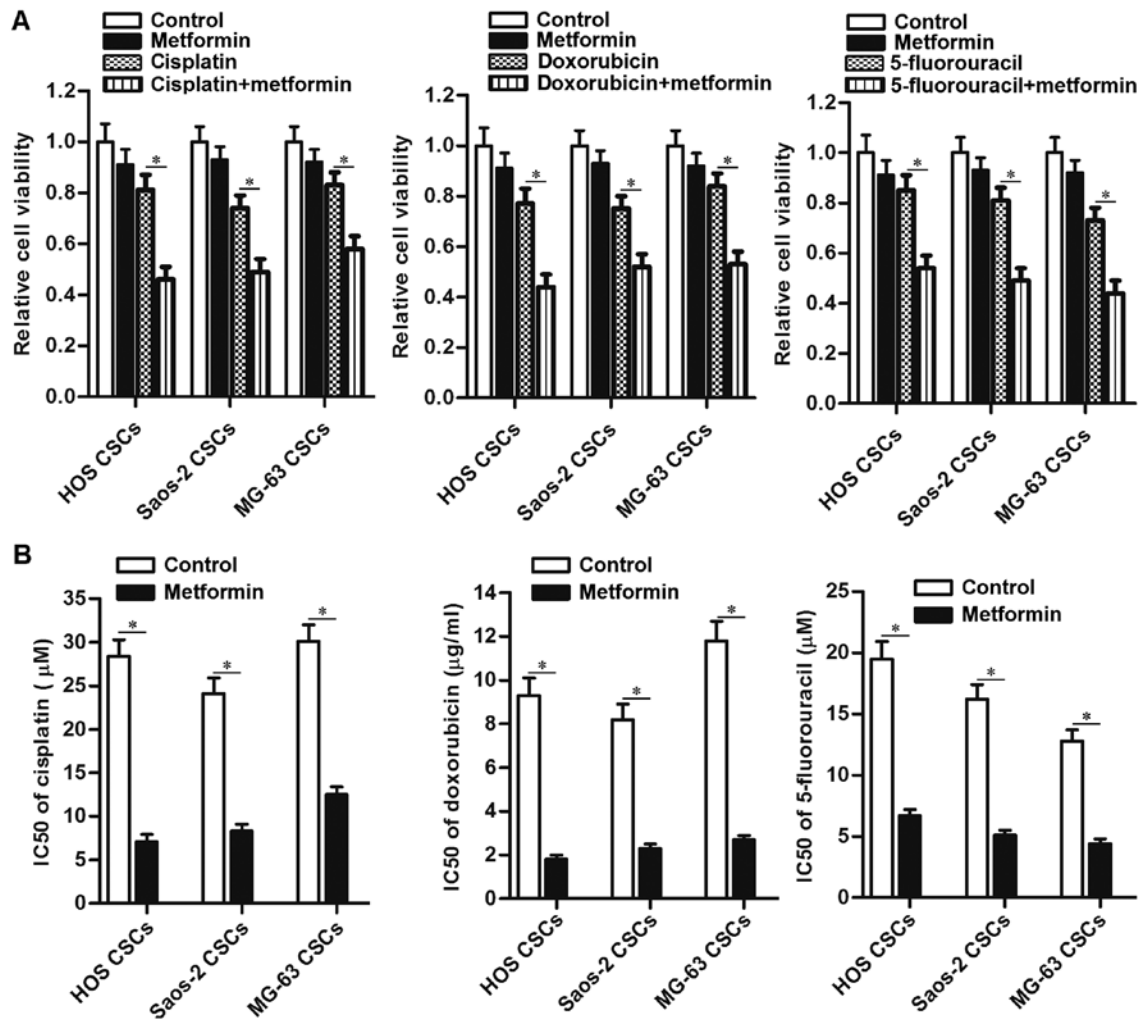 A
Control
Metformin
Cisplatin
Cisplatin+metformin
Relative cell viability
1.2
1.0
0.8
0.6
0.4
0.2
0.0
*
*
*
HOS CSCs
Saos-2 CSCs
MG-63 CSCs
Control
Metformin
Doxorubicin
Doxorubicin+metformin
Relative cell viability
1.2
1.0
0.8
0.6
0.4
0.2
0.0
*
*
*
HOS CSCs
Saos-2 CSCs
MG-63 CSCs
Control
Metformin
5-fluorouracil
5-fluorouracil+metformin
Relative cell viability
1.2
1.0
0.8
0.6
0.4
0.2
0.0
*
*
*
HOS CSCs
Saos-2 CSCs
MG-63 CSCs
B
Control
Metformin
IC50 of cisplatin ( μM)
35
30
25
20
15
10
5
0
*
*
*
HOS CSCs
Saos-2 CSCs
MG-63 CSCs
Control
Metformin
IC50 of doxorubicin (μg/ml)
14
12
10
8
6
4
2
0
*
*
*
HOS CSCs
Saos-2 CSCs
MG-63 CSCs
Control
Metformin
IC50 of 5-fluorouracil (μM)
25
20
15
10
5
0
*
*
*
HOS CSCs
Saos-2 CSCs
MG-63 CSCs